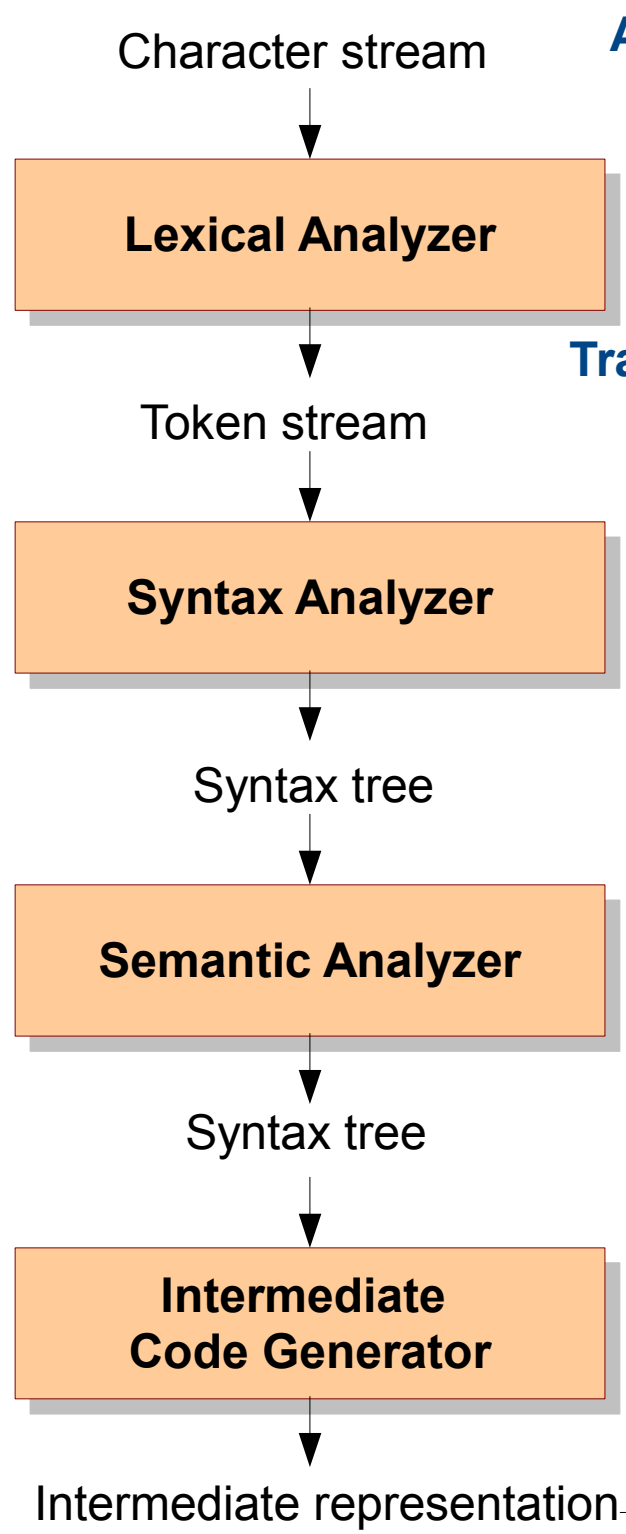 Character stream
A
Lexical Analyzer
Tra
Token stream
Syntax Analyzer
Syntax tree
Semantic Analyzer
Syntax tree
Intermediate
Code Generator
Intermediate representation